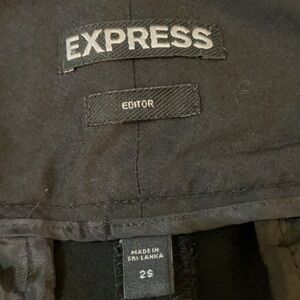 EXPRESS
EDITOR
MADE IN
SRI LANKA
2S